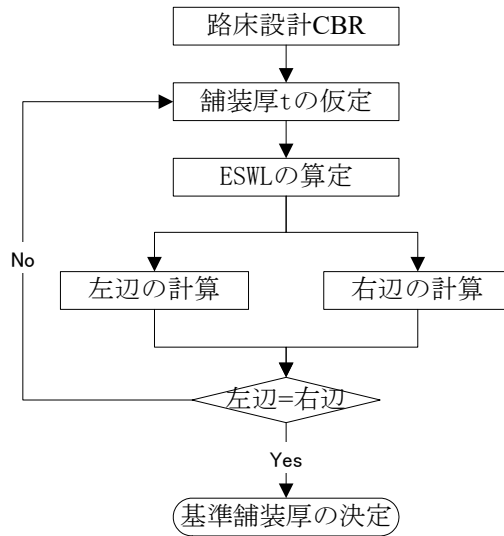 路床設計CBR
舗装厚tの仮定
ESWLの算定
No
左辺の計算
右辺の計算
左辺=右辺
Yes
基準舗装厚の決定